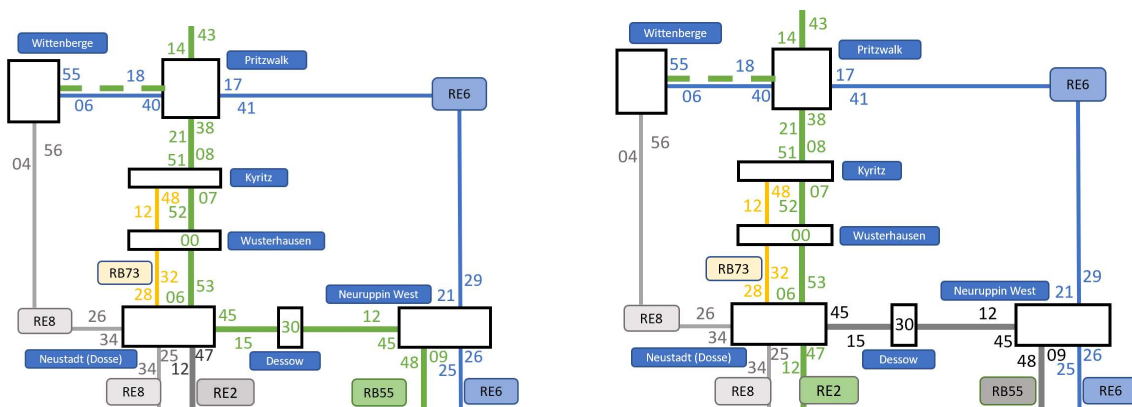 43
14
Wittenberge
Pritzwalk
55
18
17
06
40
41
RE6
21
38
04
56
51
08
Kyritz
48
07
12
52
00
Wusterhausen
RB73
32
53
29
28
06
Neuruppin West
21
RE8
26
45
30
12
34
15
45
Neustadt (Dosse)
25
47
Dessow
09
26
34
12
48
25
RE8
RE2
RB55
RE6
43
14
Wittenberge
Pritzwalk
55
18
17
06
40
41
RE6
21
38
04
56
51
08
Kyritz
48
07
12
52
00
Wusterhausen
RB73
32
53
29
28
06
Neuruppin West
21
RE8
26
45
30
12
34
15
45
Neustadt (Dosse)
25
47
Dessow
09
26
34
12
48
25
RE8
RE2
RB55
RE6